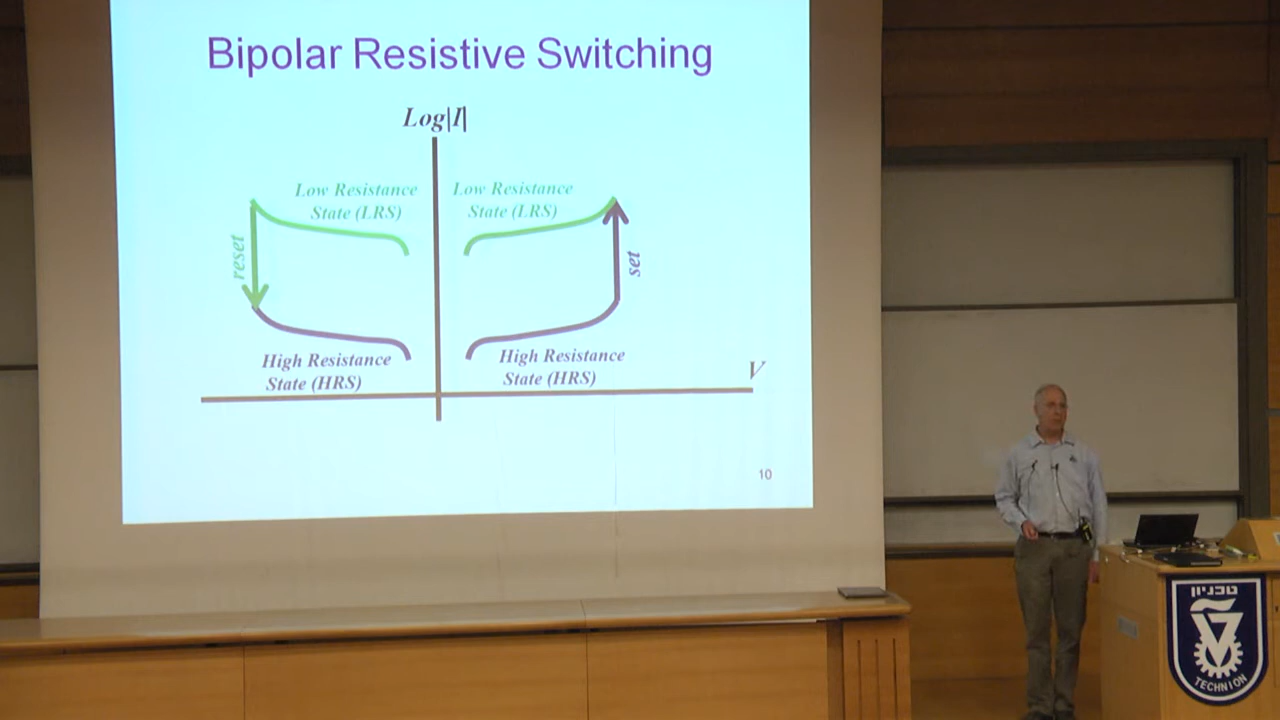 Bipolar Resistive Switching
Log|I|
Low Resistance
State (LRS)
Low Resistance
State (LRS)
reset
set
High Resistance
State (HRS)
High Resistance
State (HRS)
V
10
טכניון
TECHNION